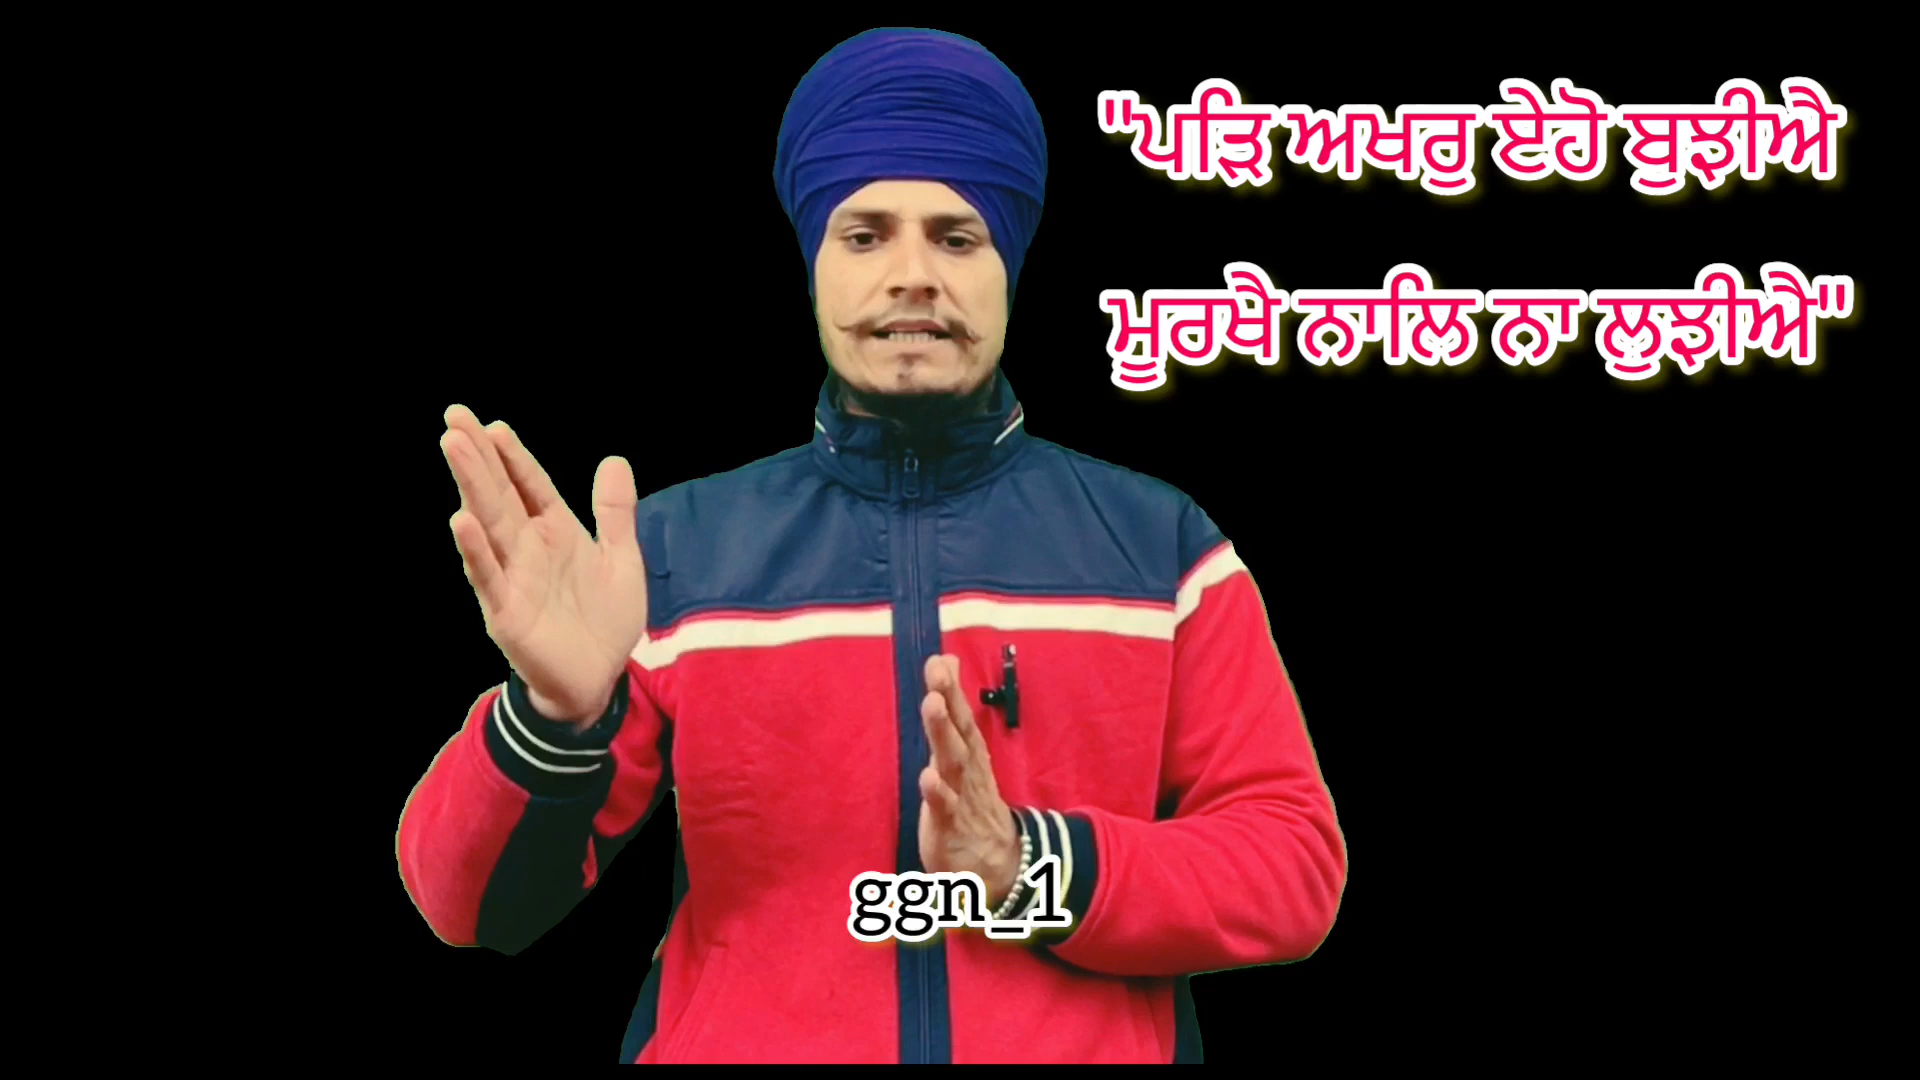 "ਪੜਿ ਅਖਰੁ ਏਹੋ ਬੁਝੀਐ
ਮੂਰਖੈ ਨਾਲਿ ਨਾ ਲੁਝੀਐ"
ggn_1